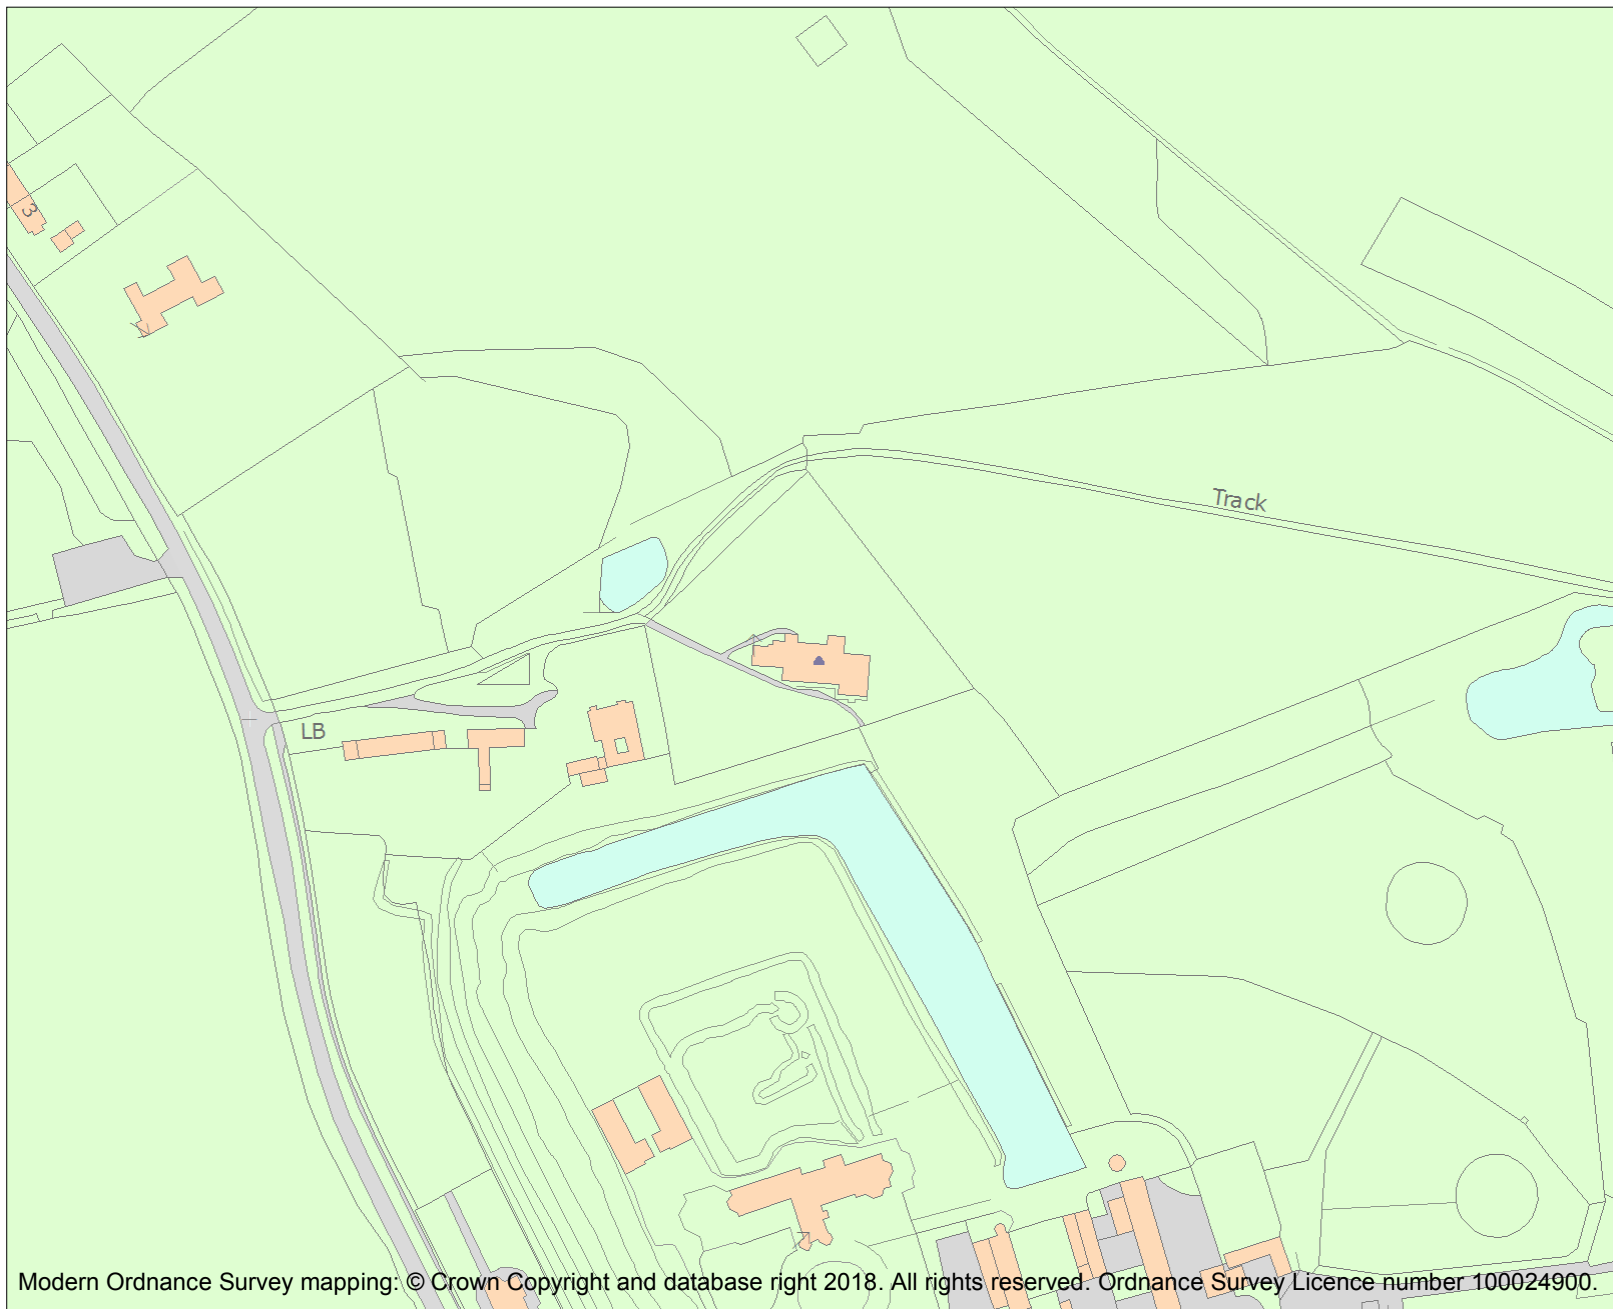 3
Track
LB
Modern Ordnance Survey mapping: © Crown Copyright and database right 2018. All rights reserved. Ordnance Survey Licence number 100024900.